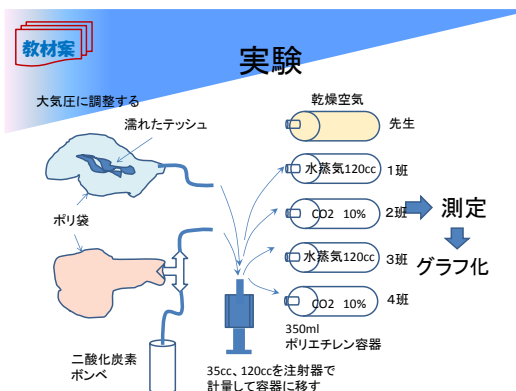 教材案
実験
大気圧に調整する
濡れたテッシュ
ポリ袋
二酸化炭素
ボンベ
乾燥空気
先生
水蒸気120cc
1班
CO2 10%
2班
水蒸気120cc
3班
CO2 10%
4班
350ml
ポリエチレン容器
35cc、120ccを注射器で
計量して容器に移す
測定
グラフ化